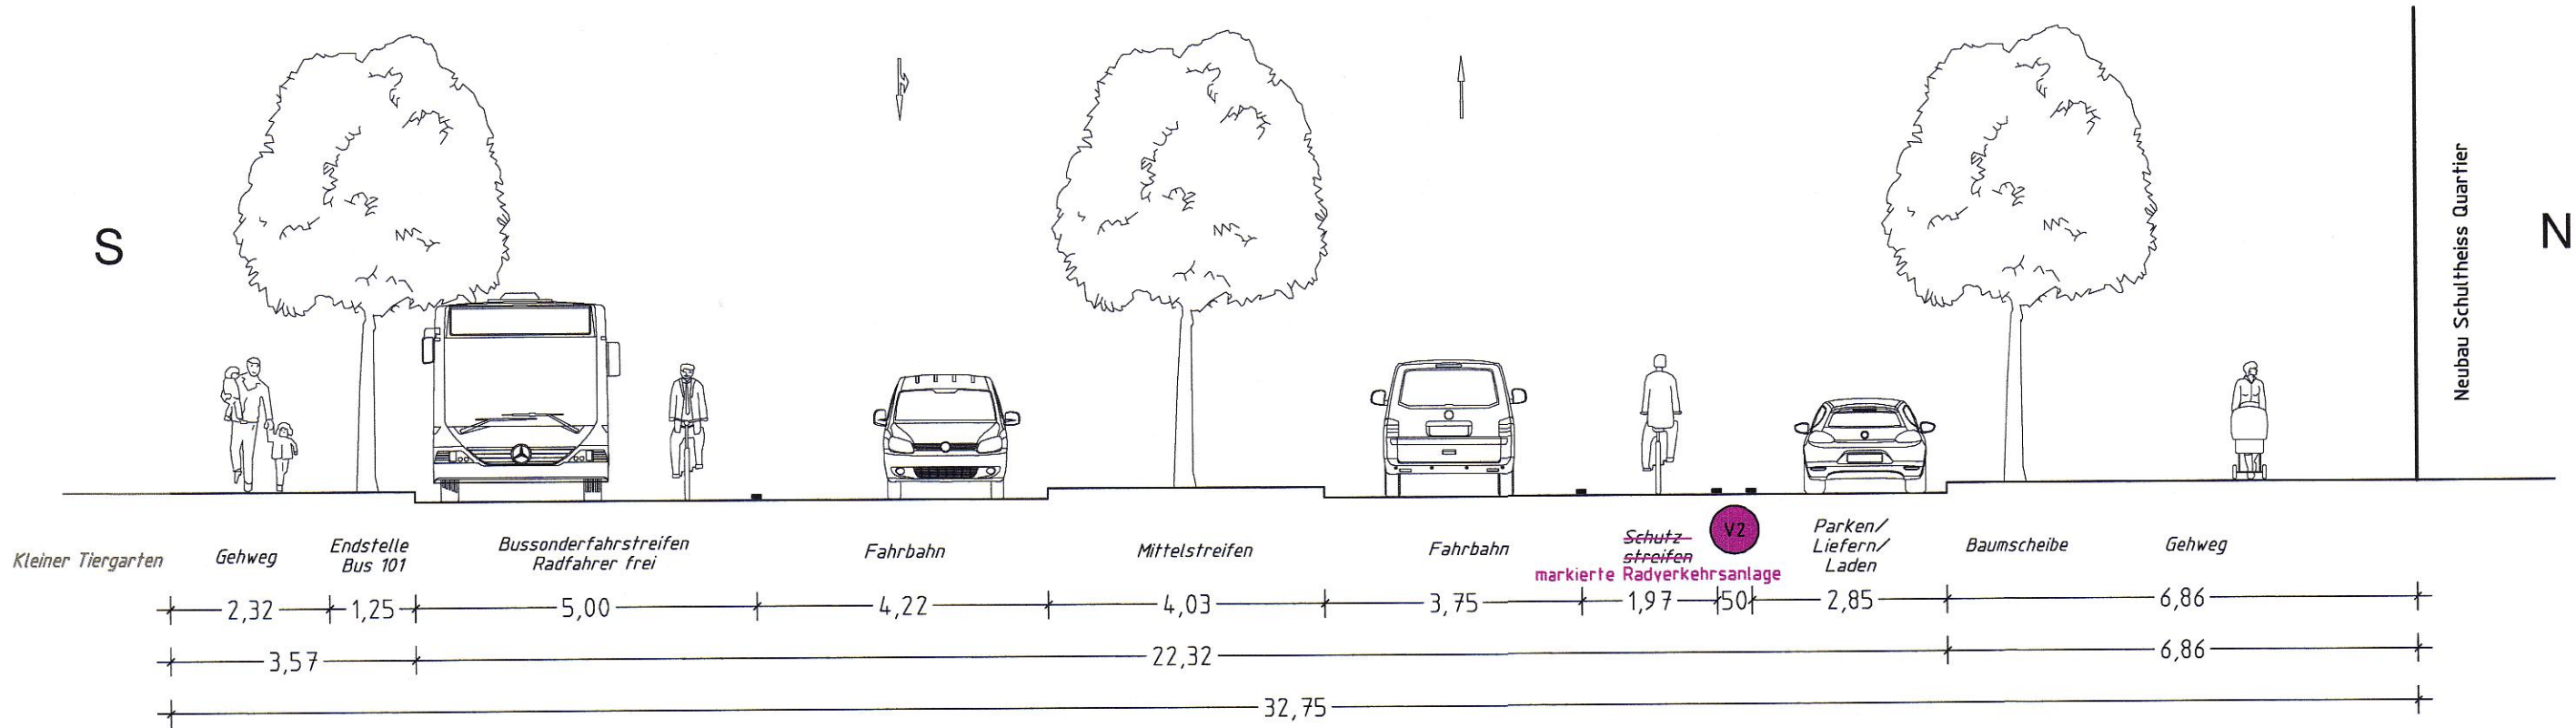 S
N
Neubau Schultheiss Quartier
Kleiner Tiergarten
Gehweg
Endstelle
Bus 101
Bussonderfahrstreifen
Radfahrer frei
Fahrbahn
Mittelstreifen
Fahrbahn
Schutz-
streifen
markierte Radverkehrsanlage
V2
Parken/
Liefern/
Laden
Baumscheibe
Gehweg
2,32 1,25 5,00 4,22 4,03 3,75 1,97 50 2,85 6,86
3,57 22,32 6,86
32,75